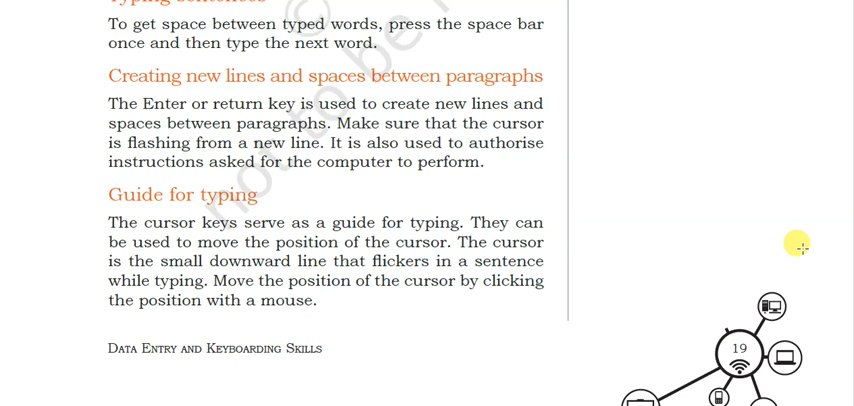 Typing sentences
To get space between typed words, press the space bar
once and then type the next word.
Creating new lines and spaces between paragraphs
The Enter or return key is used to create new lines and
spaces between paragraphs. Make sure that the cursor
is flashing from a new line. It is also used to authorise
instructions asked for the computer to perform.
Guide for typing
The cursor keys serve as a guide for typing. They can
be used to move the position of the cursor. The cursor
is the small downward line that flickers in a sentence
while typing. Move the position of the cursor by clicking
the position with a mouse.
Data Entry and Keyboarding Skills
19
©
not to be r